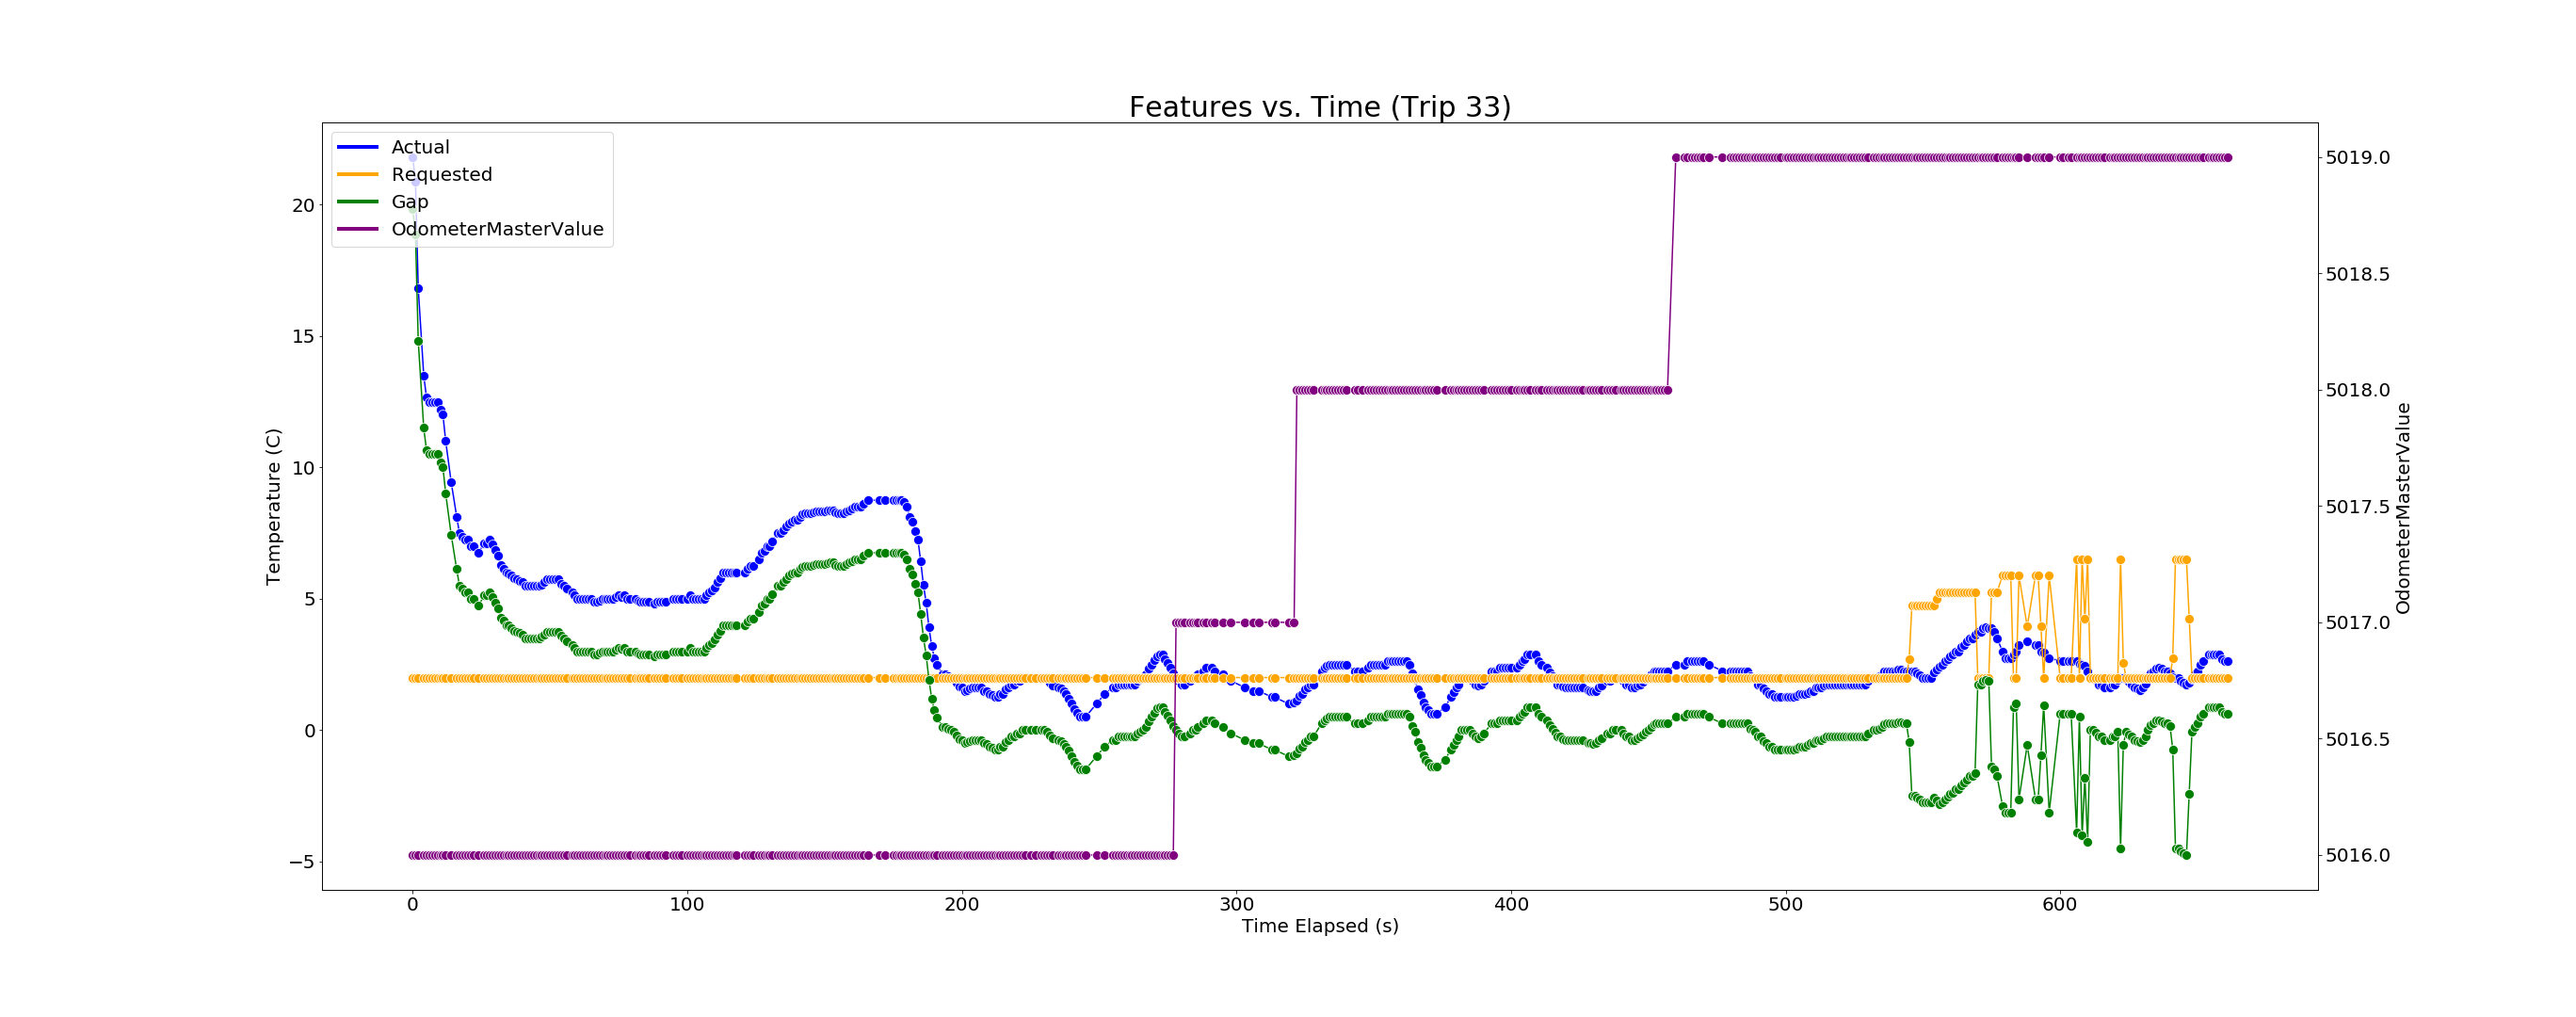 Features vs. Time (Trip 33)
Actual
Requested
Gap
OdometerMasterValue
Temperature (C)
20
15
10
5
0
−5
5019.0
5018.5
5018.0
5017.5
5017.0
5016.5
5016.0
OdometerMasterValue
0 100 200 300 400 500 600
Time Elapsed (s)